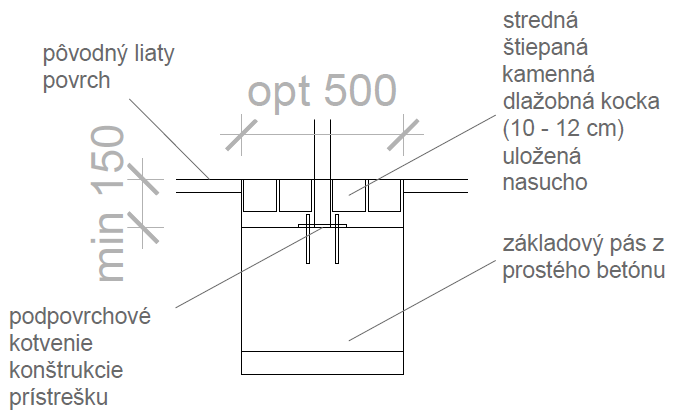 pôvodný liaty
povrch
opt 500
min 150
stredná
štiepaná
kamenná
dlažobná kocka
(10 - 12 cm)
uložená
nasucho
základový pás z
prostého betónu
podpovrchové
kotvenie
konštrukcie
prístrešku